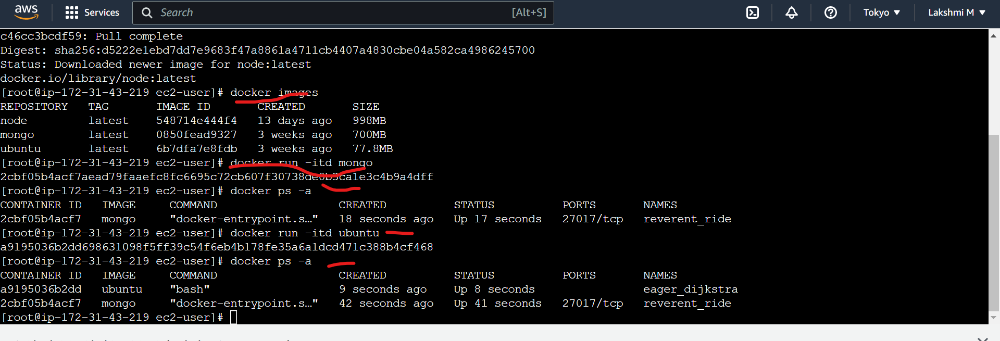 aws Services Search [Alt+S] Tokyo Lakshmi M
c46cc3bcdf59: Pull complete
Digest: sha256:d5222e1ebd7dd7e9683f47a8861a4711cb4407a4830cbe04a582ca4986245700
Status: Downloaded newer image for node:latest
docker.io/library/node:latest
[root@ip-172-31-43-219 ec2-user]# docker images
REPOSITORY TAG IMAGE ID CREATED SIZE
node latest 548714e444f4 13 days ago 998MB
mongo latest 0850fead9327 3 weeks ago 700MB
ubuntu latest 6b7dfa7e8fdb 3 weeks ago 77.8MB
[root@ip-172-31-43-219 ec2-user]# docker run -itd mongo
2cbf05b4acf7aead79faaefc8fc6695c72cb607f30738de0b3ca1e3c4b9a4dff
[root@ip-172-31-43-219 ec2-user]# docker ps -a
CONTAINER ID IMAGE COMMAND CREATED STATUS PORTS NAMES
2cbf05b4acf7 mongo "docker-entrypoint.s…" 18 seconds ago Up 17 seconds 27017/tcp reverent_ride
[root@ip-172-31-43-219 ec2-user]# docker run -itd ubuntu
a9195036b2dd698631098f5ff39c54f6eb4b178fe35a6a1dcd471c388b4cf468
[root@ip-172-31-43-219 ec2-user]# docker ps -a
CONTAINER ID IMAGE COMMAND CREATED STATUS PORTS NAMES
a9195036b2dd ubuntu "bash" 9 seconds ago Up 8 seconds eager_dijkstra
2cbf05b4acf7 mongo "docker-entrypoint.s…" 42 seconds ago Up 41 seconds 27017/tcp reverent_ride
[root@ip-172-31-43-219 ec2-user]#